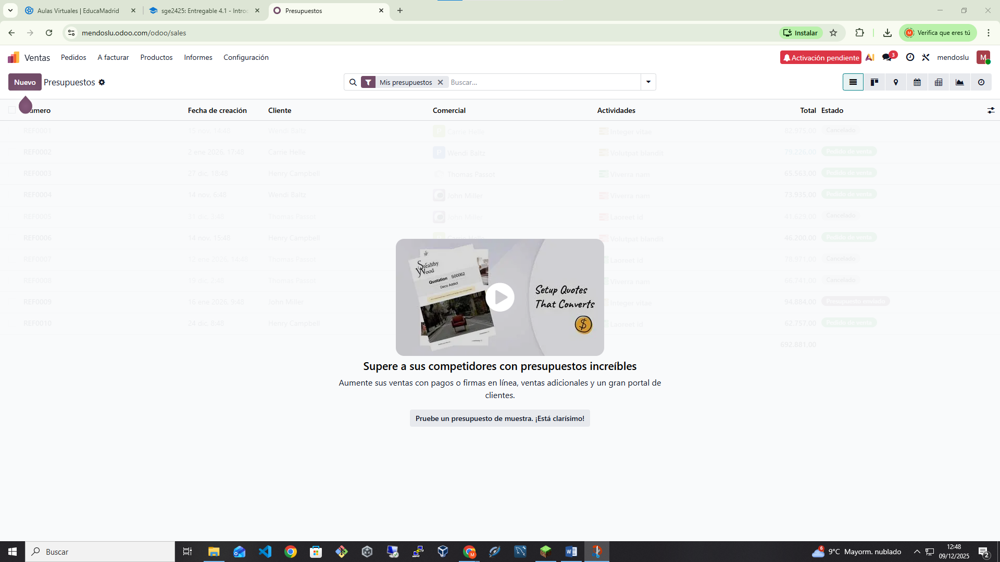 Aulas Virtuales | EducaMadrid
sge2425: Entregable 4.1 - Introd
Presupuestos
mendoslu.odoo.com/odoo/sales
Instalar
Verifica que eres tú
Ventas Pedidos A facturar Productos Informes Configuración
Activación pendiente AI 3 mendoslu M
Nuevo Presupuestos Mis presupuestos Buscar...
Fecha de creación Cliente Comercial Actividades Total Estado
REF0001 15 nov. 14:48 Wendi Baltz Carrie Helle Integer vitae 82.975,00 Cancelado
REF0002 2 ene 2026, 17:48 Carrie Helle Wendi Baltz Volutpat blandit 79.226,00 Pedido de venta
REF0003 27 dic. 18:48 Henry Campbell Thomas Passot Viverra nam 65.563,00 Pedido de venta
REF0004 14 nov. 6:48 Wendi Baltz John Miller Viverra nam 73.935,00 Pedido de venta
REF0005 31 dic. 3:48 Thomas Passot John Miller Laoreet id 41.629,00 Cancelado
REF0006 14 nov. 15:48 Henry Campbell Carrie Helle Volutpat blandit 46.200,00 Pedido de venta
REF0007 12 ene 2026, 14:48 Thomas Passot Laoreet id 78.971,00 Cancelado
REF0008 19 dic. 2:48 Thomas Passot Viverra nam 66.741,00 Cancelado
REF0009 16 ene 2026, 9:48 John Miller Integer vitae 94.884,00 Presupuesto enviado
REF0010 24 dic. 8:48 Henry Campbell Laoreet id 62.757,00 Pedido de venta
692.881,00
Stealthy
Wood
Quotation S00062
Deco Addict
Setup Quotes
That Converts
$
Supere a sus competidores con presupuestos increíbles
Aumente sus ventas con pagos o firmas en línea, ventas adicionales y un gran portal de
clientes.
Pruebe un presupuesto de muestra. ¡Está clarísimo!
Buscar
6 9°C Mayorm. nublado
12:48
09/12/2025
2